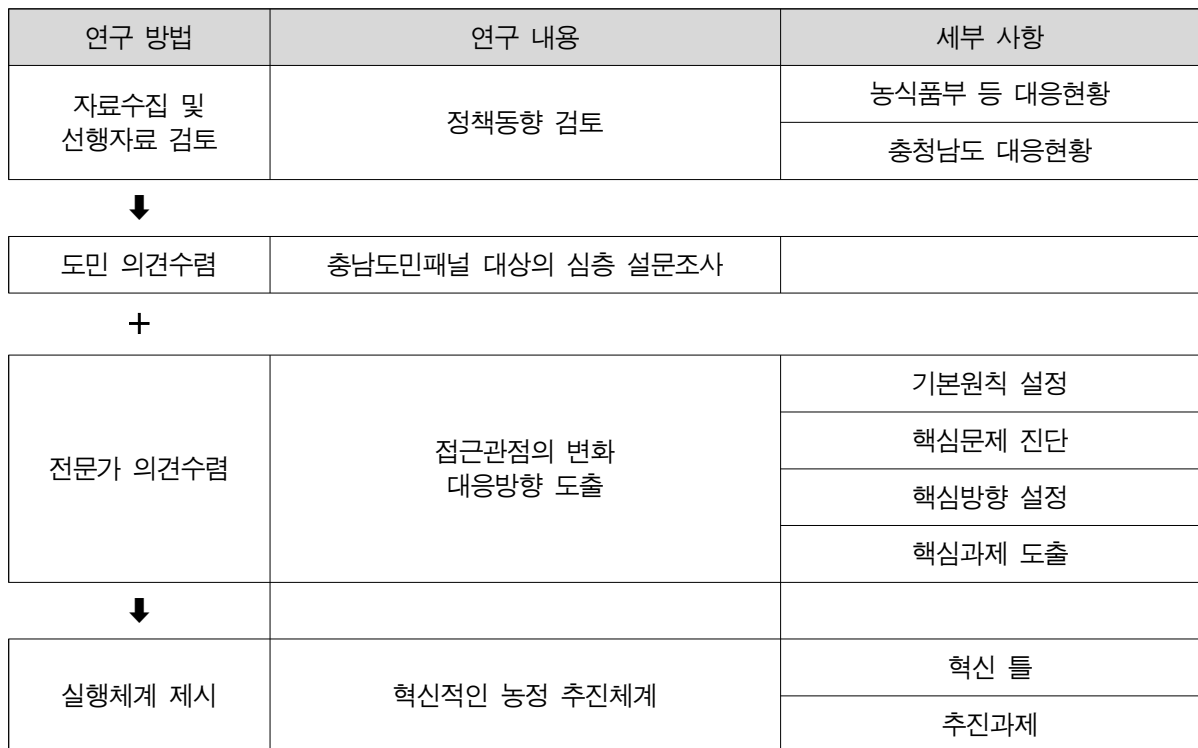 연구 방법
연구 내용
세부 사항
자료수집 및
선행자료 검토
정책동향 검토
농식품부 등 대응현황
충청남도 대응현황
⬇
도민 의견수렴
충남도민패널 대상의 심층 설문조사
+
전문가 의견수렴
접근관점의 변화
대응방향 도출
기본원칙 설정
핵심문제 진단
핵심방향 설정
핵심과제 도출
⬇
실행체계 제시
혁신적인 농정 추진체계
혁신 틀
추진과제